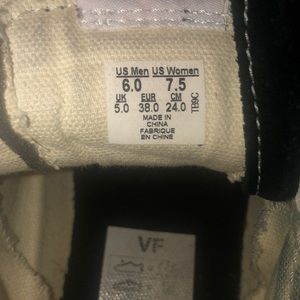 US Men US Women
6.0 7.5
UK EUR CM
5.0 38.0 24.0
MADE IN
CHINA
FABRIQUE
EN CHINE
VF